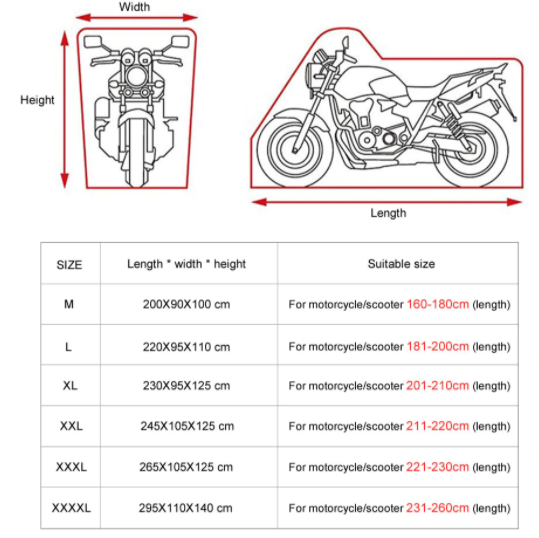 Width
Height
Length
SIZE Length * width * height Suitable size
M 200X90X100 cm For motorcycle/scooter 160-180cm (length)
L 220X95X110 cm For motorcycle/scooter 181-200cm (length)
XL 230X95X125 cm For motorcycle/scooter 201-210cm (length)
XXL 245X105X125 cm For motorcycle/scooter 211-220cm (length)
XXXL 265X105X125 cm For motorcycle/scooter 221-230cm (length)
XXXXL 295X110X140 cm For motorcycle/scooter 231-260cm (length)